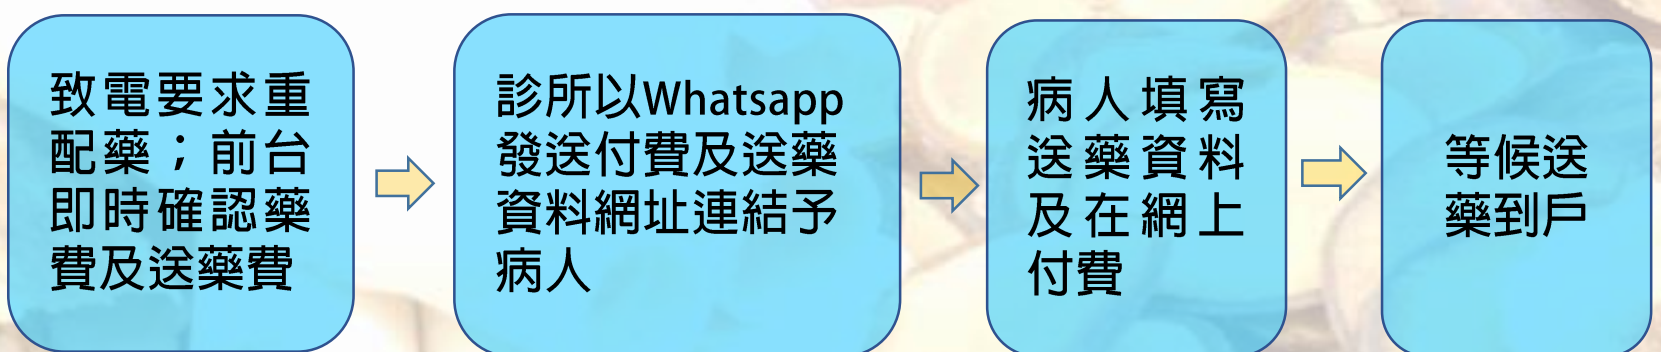 致電要求重
配藥；前台
即時確認藥
費及送藥費
診所以Whatsapp
發送付費及送藥
資料網址連結予
病人
病人填寫
送藥資料
及在網上
付費
等候送
藥到戶